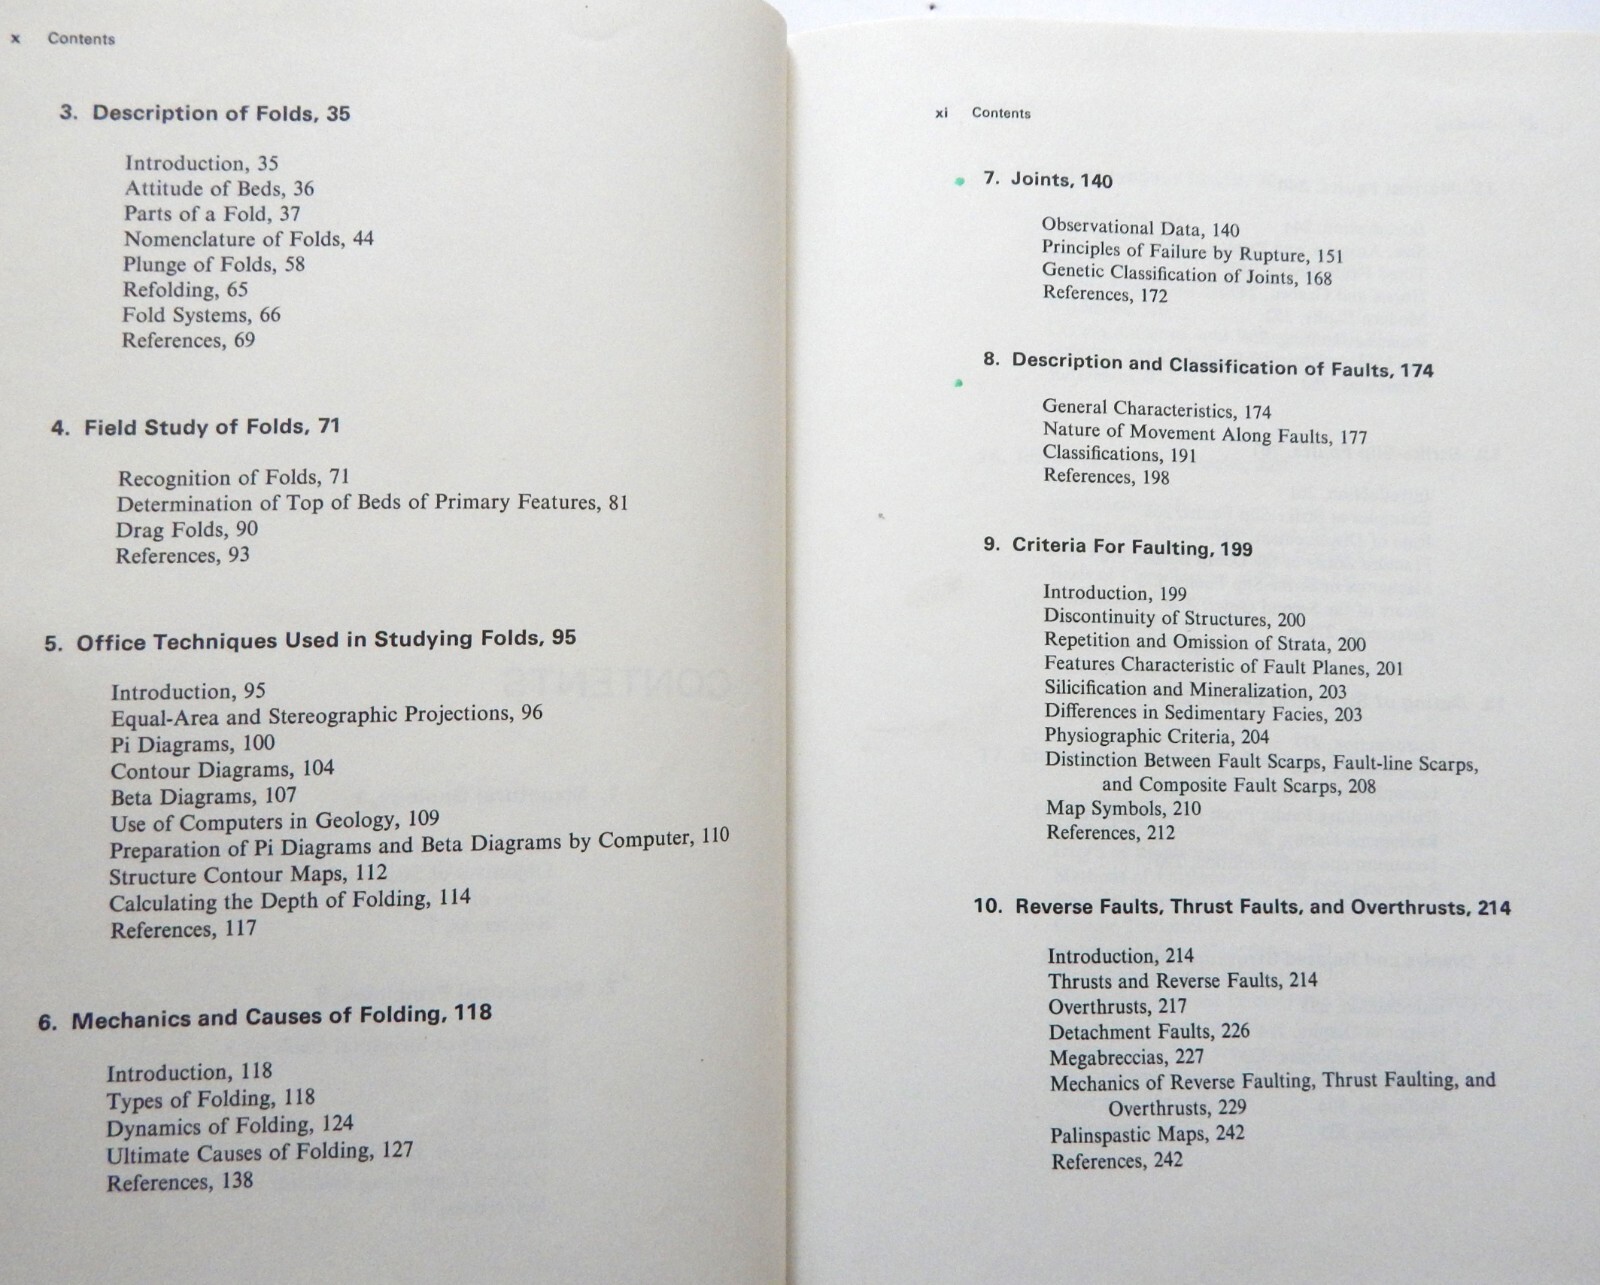 x Contents
3. Description of Folds, 35
Introduction, 35
Attitude of Beds, 36
Parts of a Fold, 37
Nomenclature of Folds, 44
Plunge of Folds, 58
Refolding, 65
Fold Systems, 66
References, 69
4. Field Study of Folds, 71
Recognition of Folds, 71
Determination of Top of Beds of Primary Features, 81
Drag Folds, 90
References, 93
5. Office Techniques Used in Studying Folds, 95
Introduction, 95
Equal-Area and Stereographic Projections, 96
Pi Diagrams, 100
Contour Diagrams, 104
Beta Diagrams, 107
Use of Computers in Geology, 109
Preparation of Pi Diagrams and Beta Diagrams by Computer, 110
Structure Contour Maps, 112
Calculating the Depth of Folding, 114
References, 117
6. Mechanics and Causes of Folding, 118
Introduction, 118
Types of Folding, 118
Dynamics of Folding, 124
Ultimate Causes of Folding, 127
References, 138
xi Contents
7. Joints, 140
Observational Data, 140
Principles of Failure by Rupture, 151
Genetic Classification of Joints, 168
References, 172
8. Description and Classification of Faults, 174
General Characteristics, 174
Nature of Movement Along Faults, 177
Classifications, 191
References, 198
9. Criteria For Faulting, 199
Introduction, 199
Discontinuity of Structures, 200
Repetition and Omission of Strata, 200
Features Characteristic of Fault Planes, 201
Silicification and Mineralization, 203
Differences in Sedimentary Facies, 203
Physiographic Criteria, 204
Distinction Between Fault Scarps, Fault-line Scarps,
and Composite Fault Scarps, 208
Map Symbols, 210
References, 212
10. Reverse Faults, Thrust Faults, and Overthrusts, 214
Introduction, 214
Thrusts and Reverse Faults, 214
Overthrusts, 217
Detachment Faults, 226
Megabreccias, 227
Mechanics of Reverse Faulting, Thrust Faulting, and
Overthrusts, 229
Palinspastic Maps, 242
References, 242